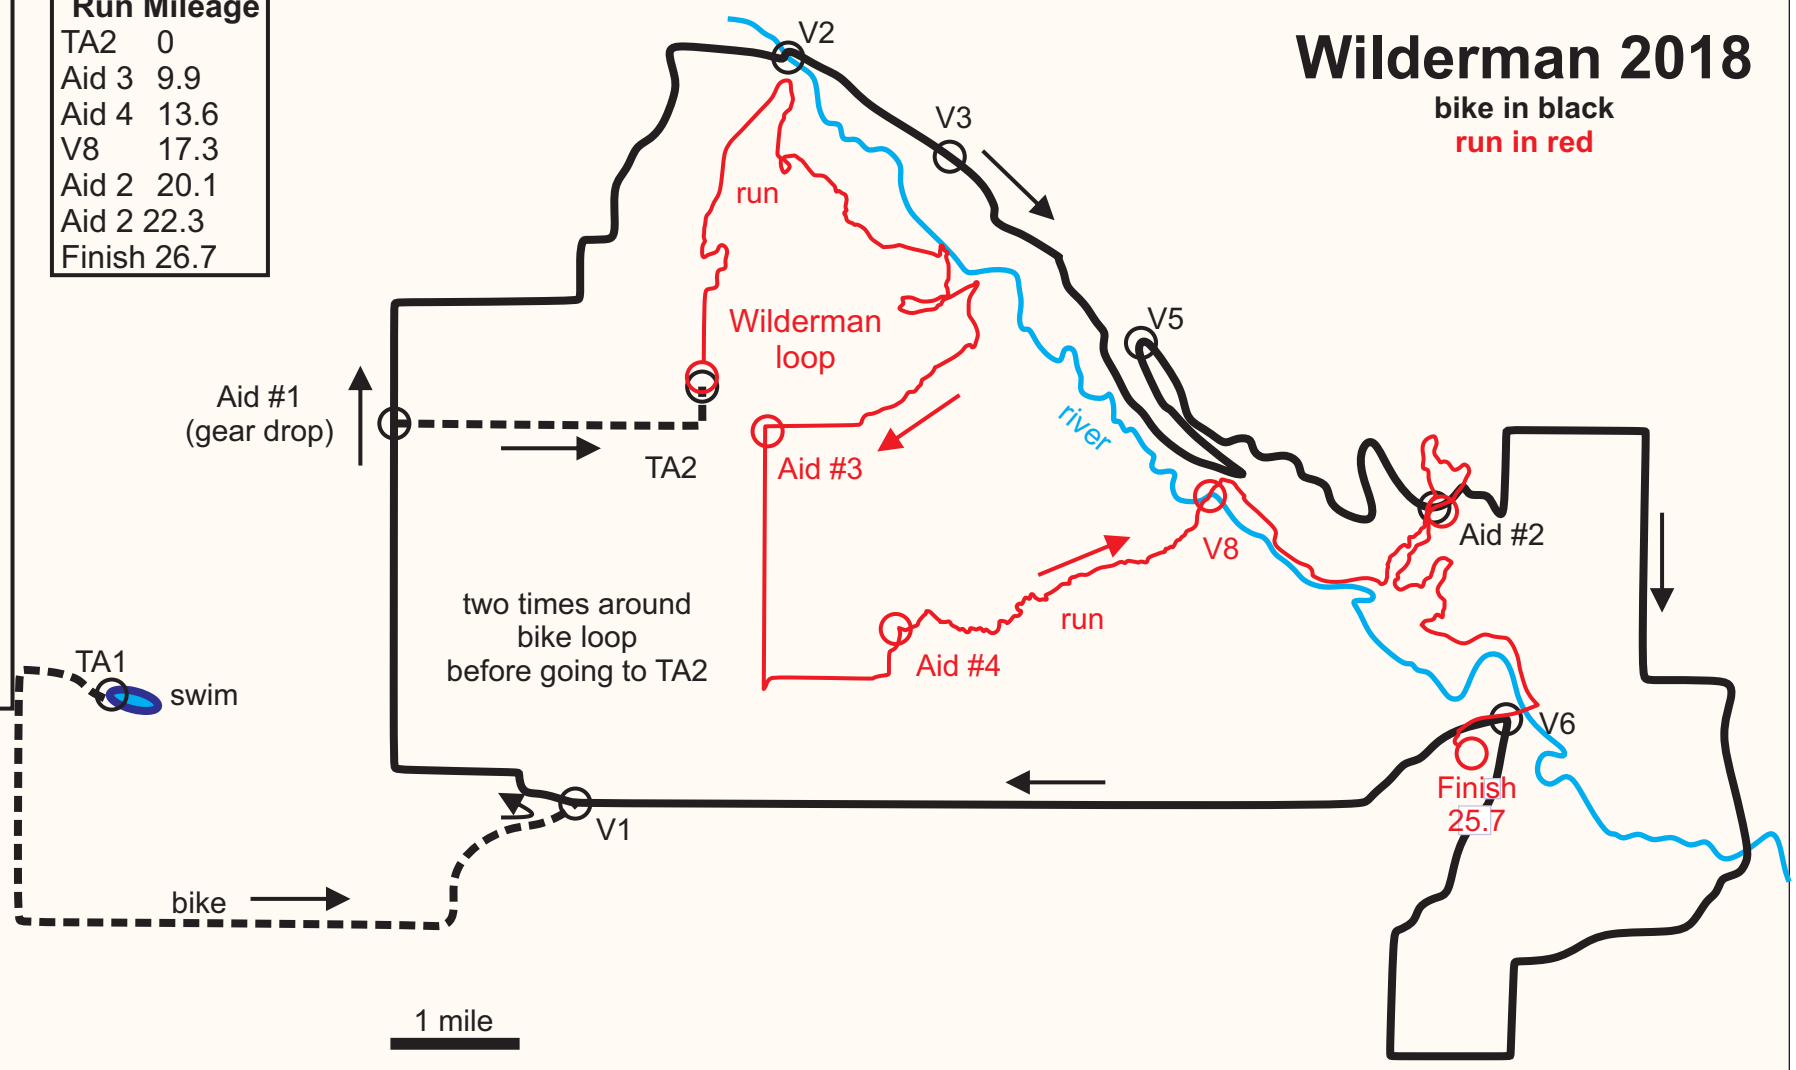 Run Mileage
TA2 0
Aid 3 9.9
Aid 4 13.6
V8 17.3
Aid 2 20.1
Aid 2 22.3
Finish 26.7
Wilderman 2018
bike in black
run in red
V2
V3
run
Wilderman
loop
V5
Aid #1
(gear drop)
river
TA2
Aid #3
Aid #2
V8
two times around
bike loop
before going to TA2
run
Aid #4
TA1
swim
V6
Finish
25.7
V1
bike
1 mile